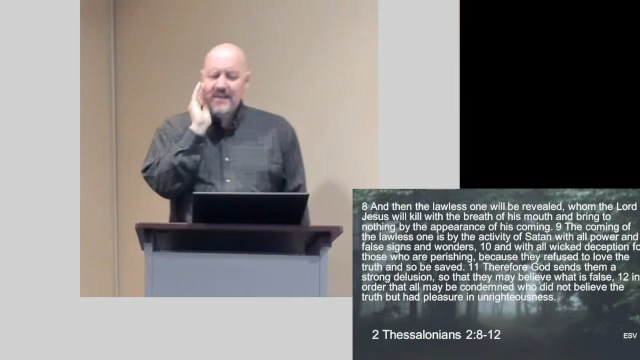 8 And then the lawless one will be revealed, whom the Lord
Jesus will kill with the breath of his mouth and bring to
nothing by the appearance of his coming. 9 The coming of
the lawless one is by the activity of Satan with all power and
false signs and wonders, 10 and with all wicked deception
those who are perishing, because they refused to love the
truth and so be saved. 11 Therefore God sends them a
strong delusion, so that they may believe what is false, 12 in
order that all may be condemned who did not believe the
truth but had pleasure in unrighteousness.
2 Thessalonians 2:8-12
ESV